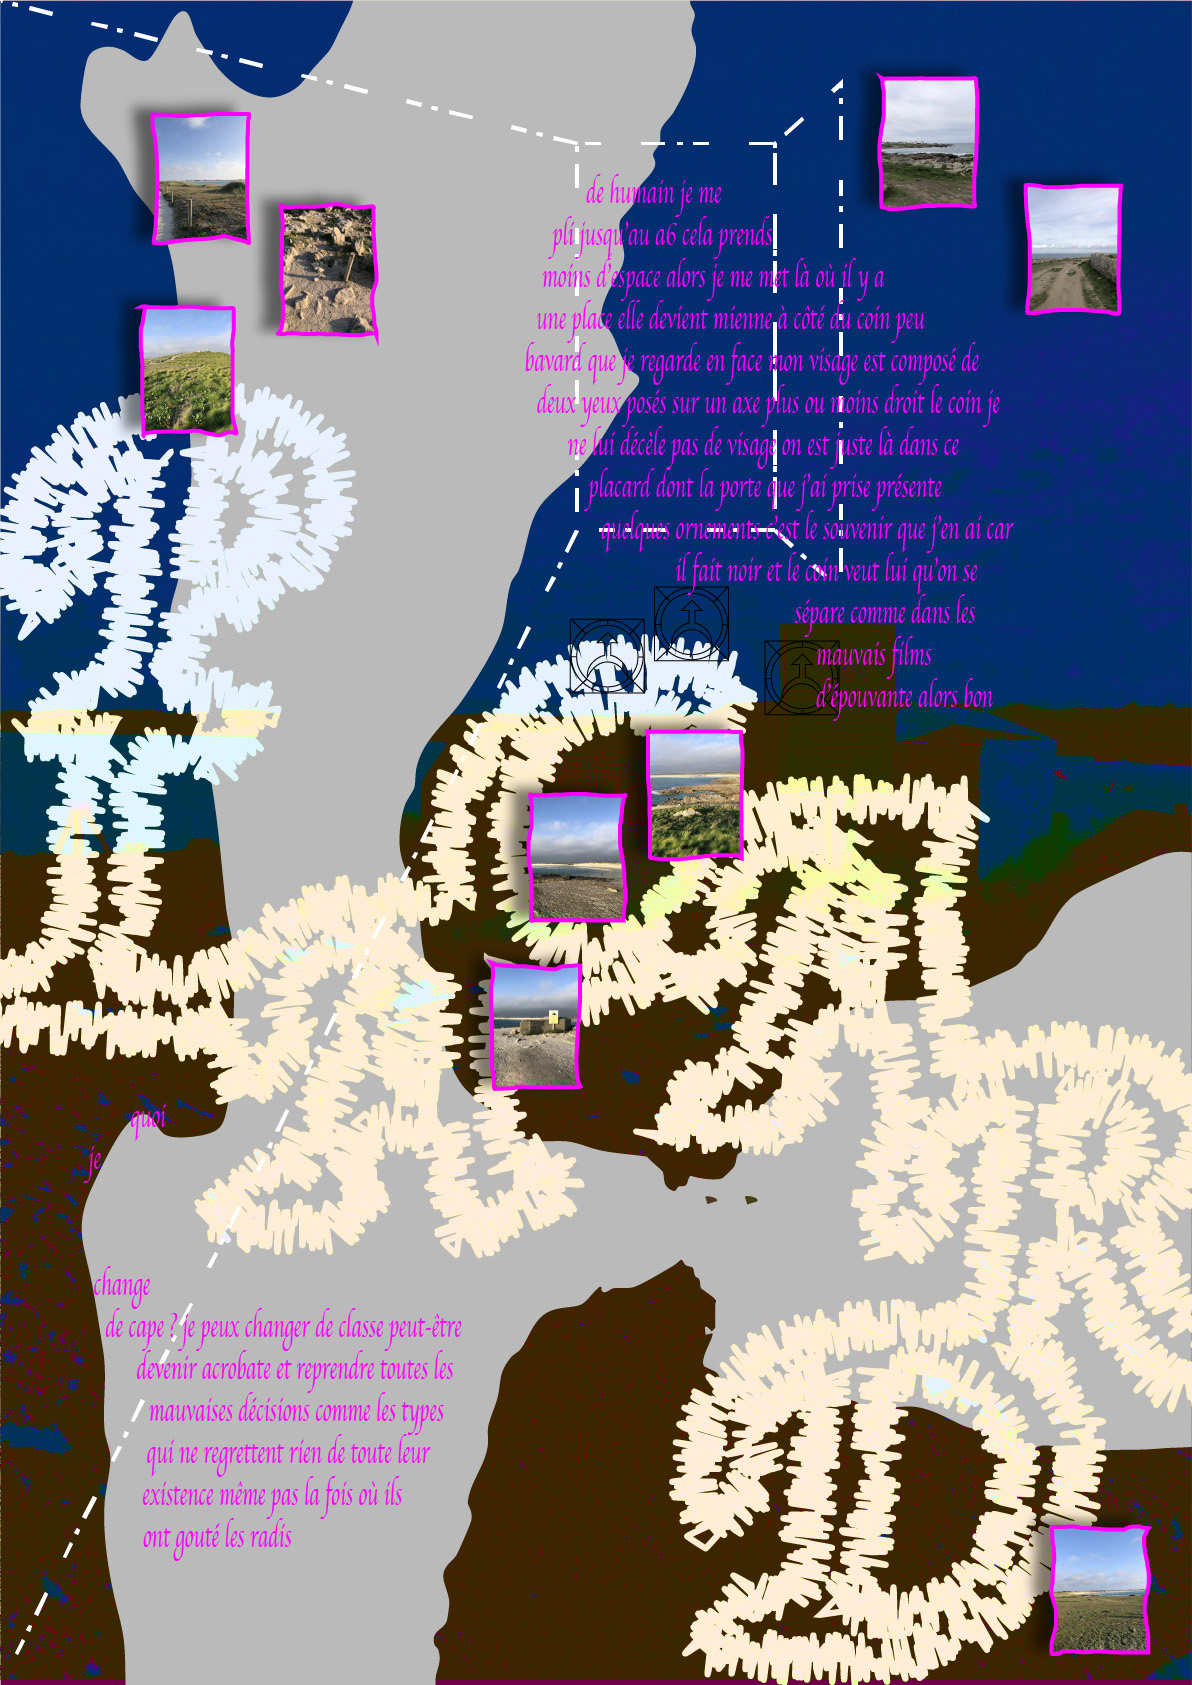 de humain je me
pli jusqu'au a6 cela prends
moins d'espace alors je me met là où il y a
une place elle devient mienne à côté du coin peu
bavard que je regarde en face mon visage est composé de
deux yeux posés sur un axe plus ou moins droit le coin je
ne lui décèle pas de visage on est juste là dans ce
placard dont la porte que j'ai prise présente
quelques ornements c'est le souvenir que j'en ai car
il fait noir et le coin veut lui qu'on se
sépare comme dans les
mauvais films
d'épouvante alors bon
quoi
je
change
de cape ? je peux changer de classe peut-être
devenir acrobate et reprendre toutes les
mauvaises décisions comme les types
qui ne regrettent rien de toute leur
existence même pas la fois où ils
ont gouté les radis